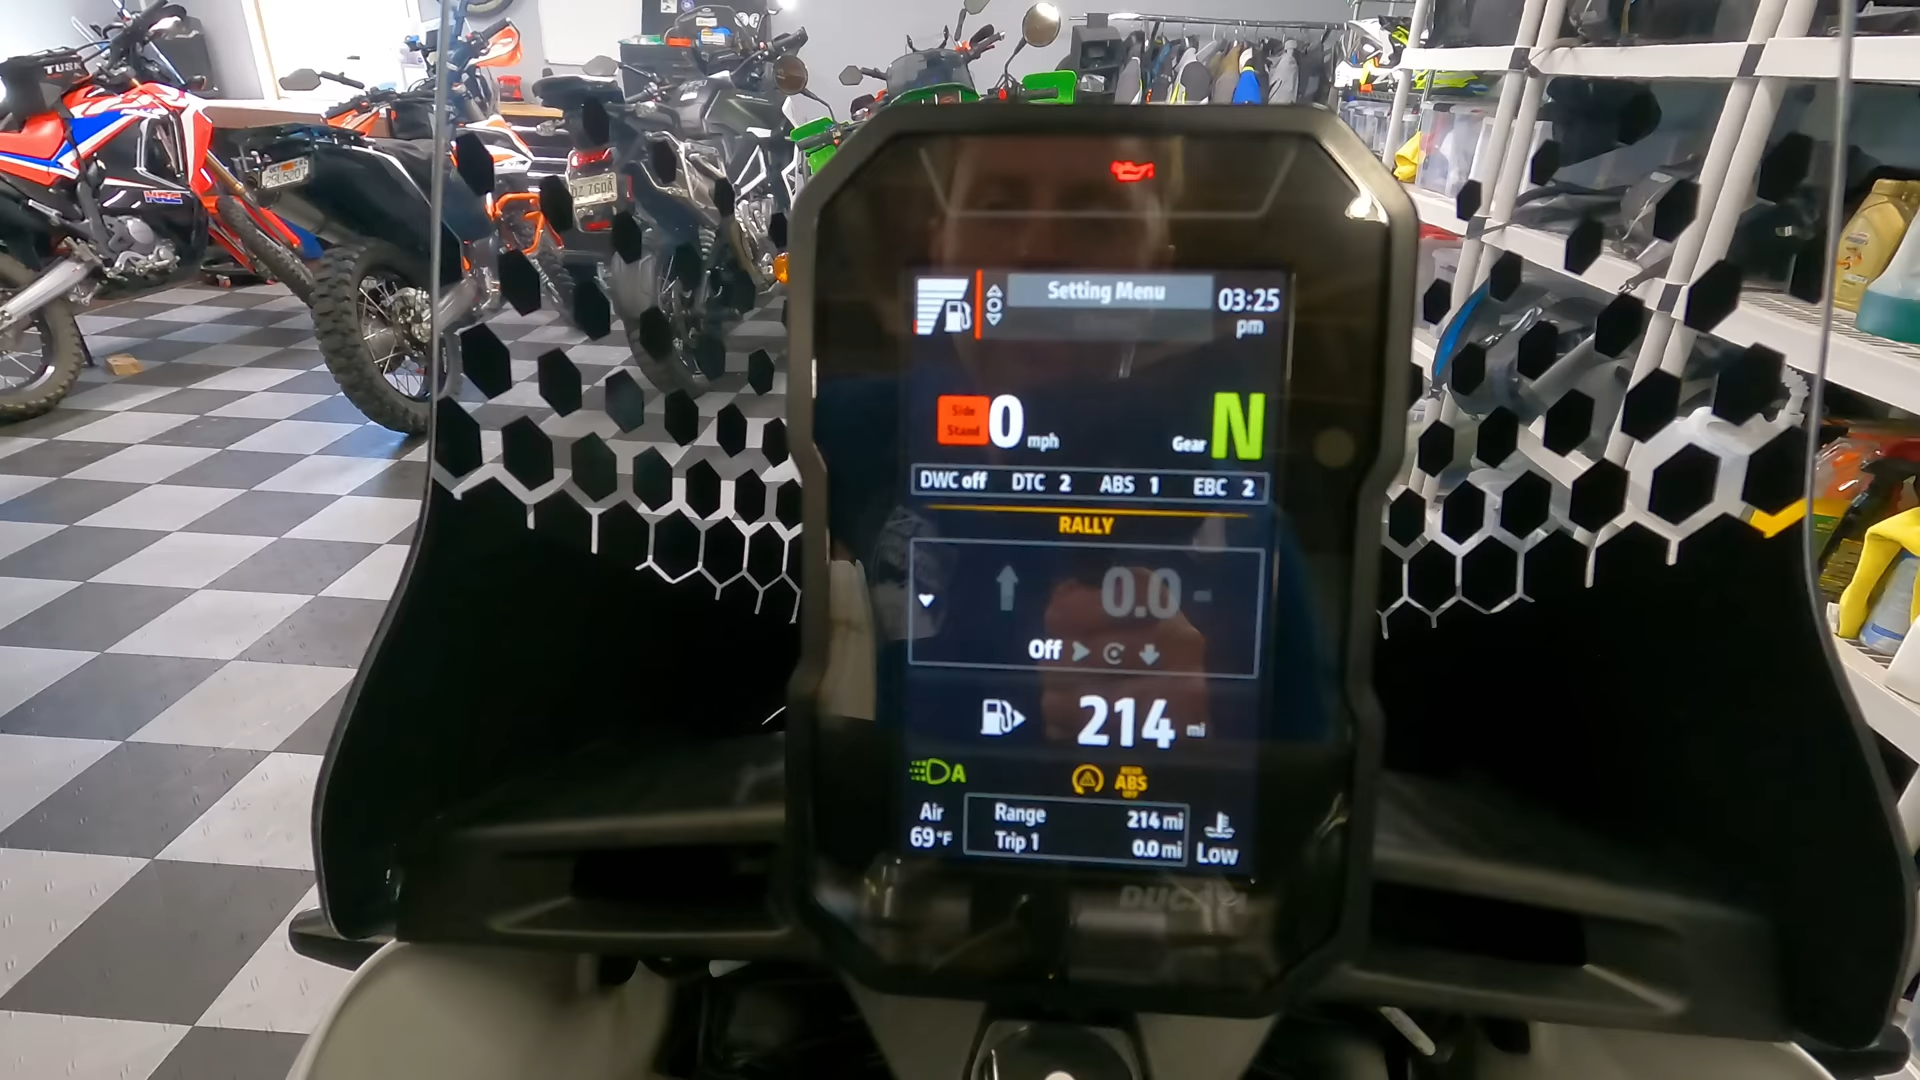 TUSK
HRC
Setting Menu
03:25
pm
Side
Stand
0 mph
Gear N
DWC off DTC 2 ABS 1 EBC 2
RALLY
0.0 -
Off
214 mi
A
ABS
Air
69°F
Range 214 mi
Trip 1 0.0 mi
Low
DUCATI